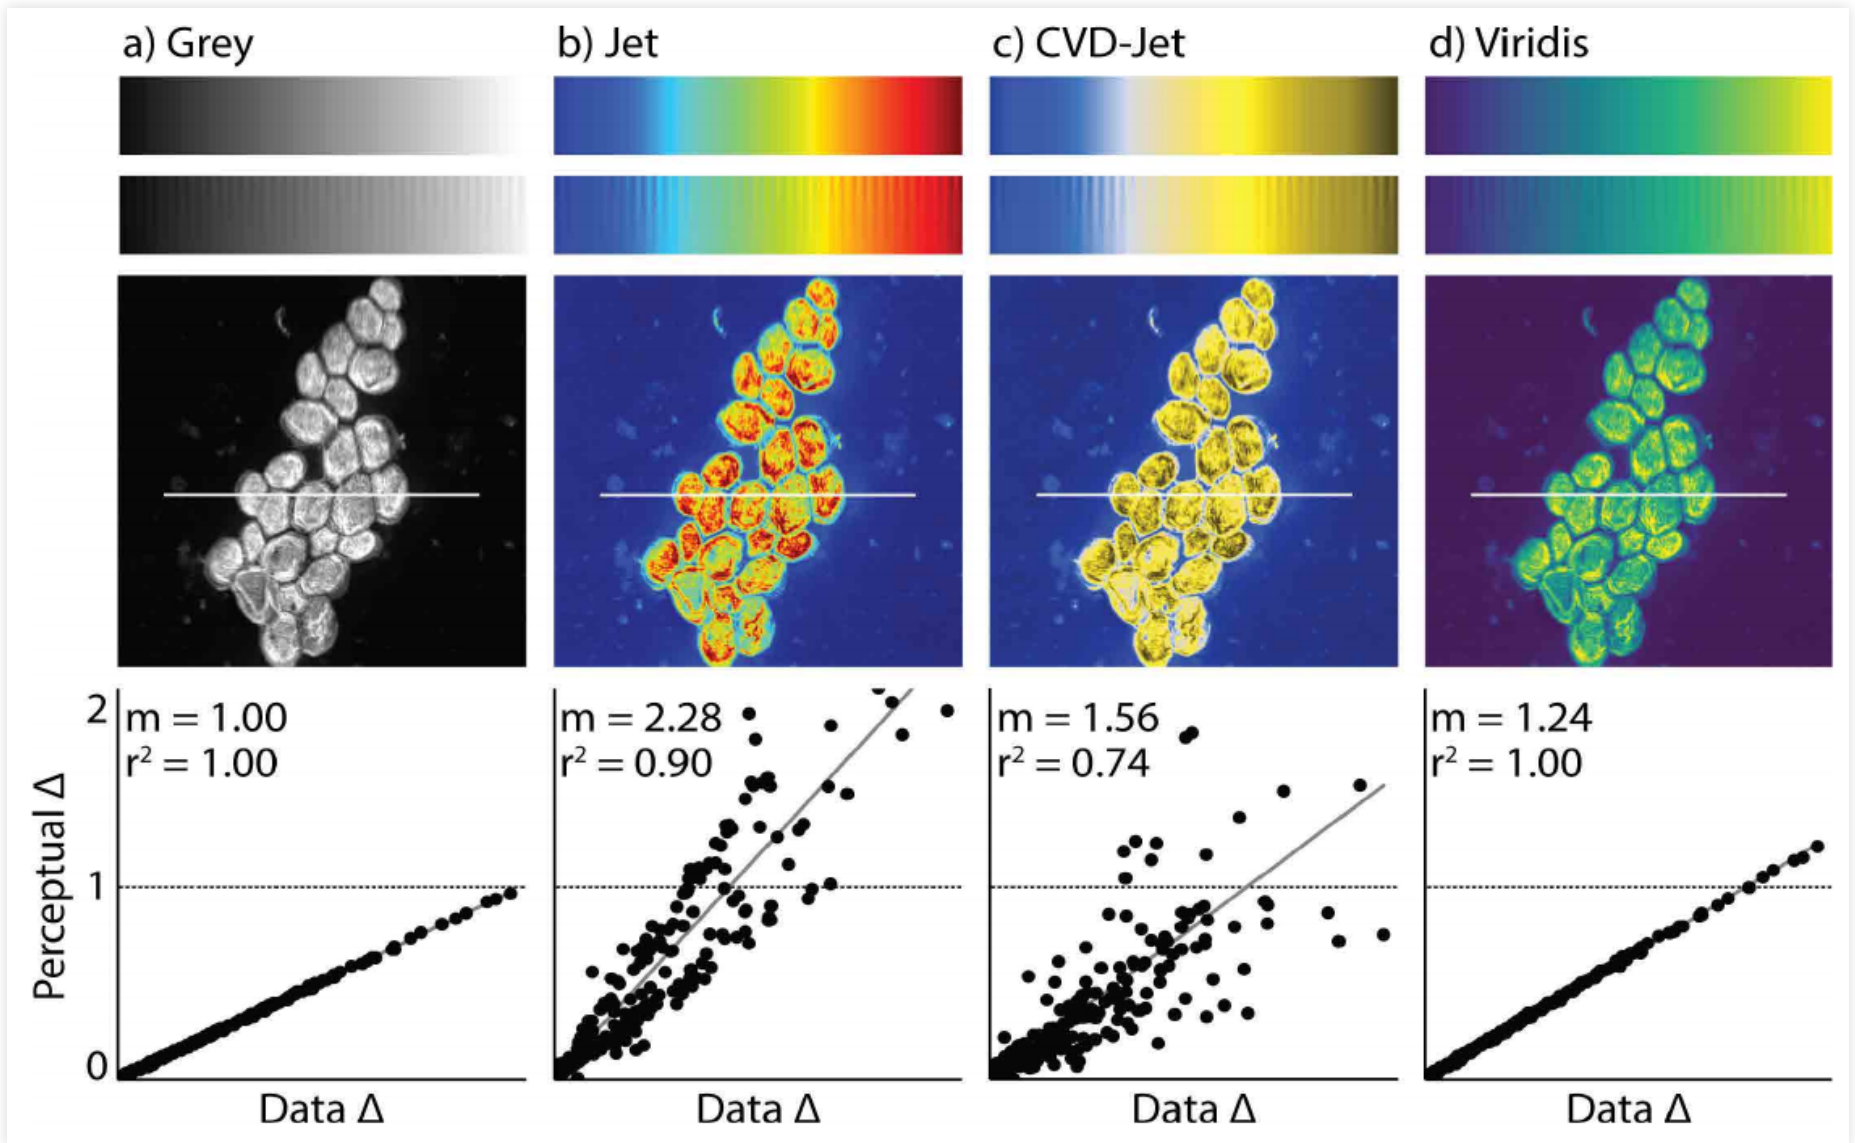 a) Grey
b) Jet
c) CVD-Jet
d) Viridis
2
m = 1.00
r² = 1.00
m = 2.28
r² = 0.90
m = 1.56
r² = 0.74
m = 1.24
r² = 1.00
Perceptual Δ
1
0
Data Δ
Data Δ
Data Δ
Data Δ